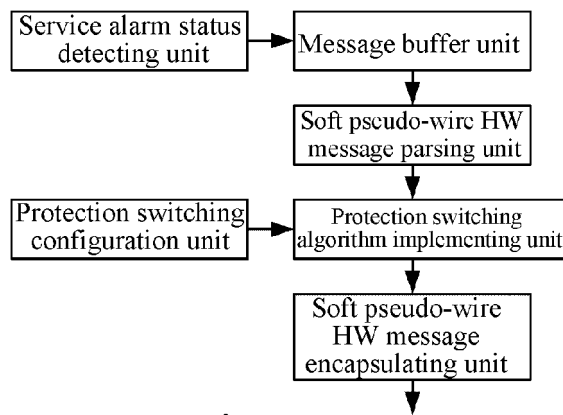 Service alarm status
detecting unit
Message buffer unit
Soft pscudo-wire HW
message parsing unit
Protection switching
configuration unit
Protection switching
algorithm implementing unit
Soft pseudo-wire
HW message
encapsulating unit